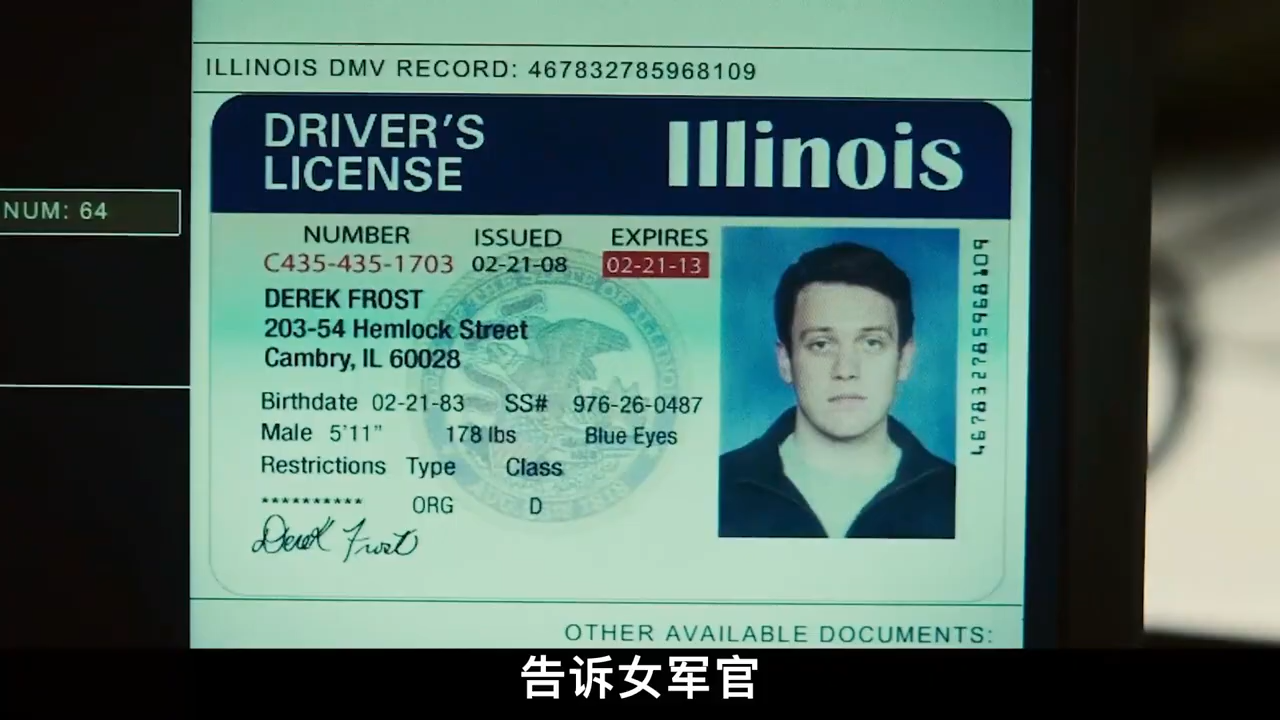 ILLINOIS DMV RECORD: 467832785968109
DRIVER'S LICENSE
Illinois
NUM: 64
NUMBER ISSUED EXPIRES
C435-435-1703 02-21-08 02-21-13
DEREK FROST
203-54 Hemlock Street
Cambry, IL 60028
Birthdate 02-21-83 SS# 976-26-0487
Male 5'11" 178 lbs Blue Eyes
Restrictions Type Class
********** ORG D
Derek Frost
467832785968109
OTHER AVAILABLE DOCUMENTS:
告诉女军官